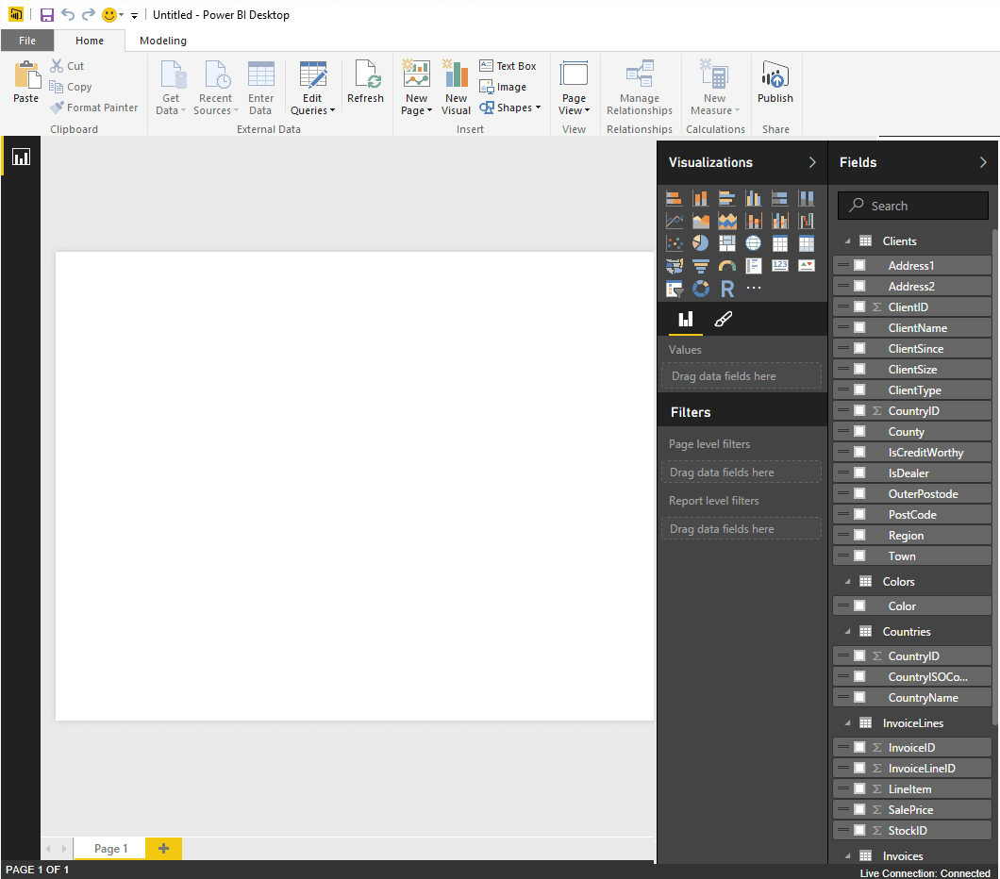 Untitled - Power BI Desktop
File Home Modeling
Paste
Cut
Copy
Format Painter
Clipboard
Get Data
Recent Sources
Enter Data
Edit Queries
Refresh
External Data
New Page
New Visual
Text Box
Image
Shapes
Insert
Page View
View
Manage Relationships
Relationships
New Measure
Calculations
Publish
Share
Visualizations
123
R
Values
Drag data fields here
Filters
Page level filters
Drag data fields here
Report level filters
Drag data fields here
Fields
Search
Clients
Address1
Address2
Σ ClientID
ClientName
ClientSince
ClientSize
ClientType
Σ CountryID
County
IsCreditWorthy
IsDealer
OuterPostode
PostCode
Region
Town
Colors
Color
Countries
Σ CountryID
CountryISOCo...
CountryName
InvoiceLines
Σ InvoiceID
Σ InvoiceLineID
Σ LineItem
Σ SalePrice
Σ StockID
Invoices
Page 1
PAGE 1 OF 1
Live Connection: Connected